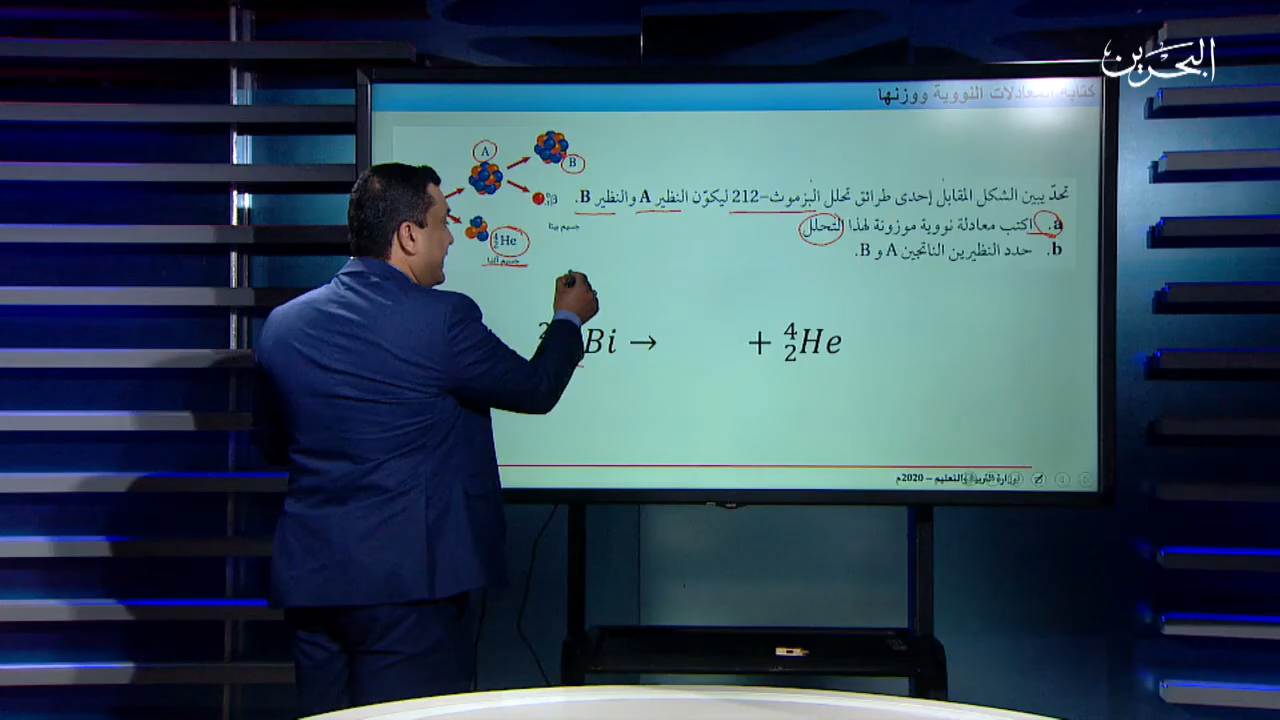 البحرين
كتابة المعادلات النووية ووزنها
A
B
β
جسيم بيتا
⁴₂He
جسيم ألفا
تحدّ يبين الشكل المقابل إحدى طرائق تحلل البزموث–212 ليكوّن النظير A والنظير B.
a. اكتب معادلة نووية موزونة لهذا التحلل
b. حدد النظيرين الناتجين A و B.
Bi → + ⁴₂He
وزارة التربية والتعليم – 2020م